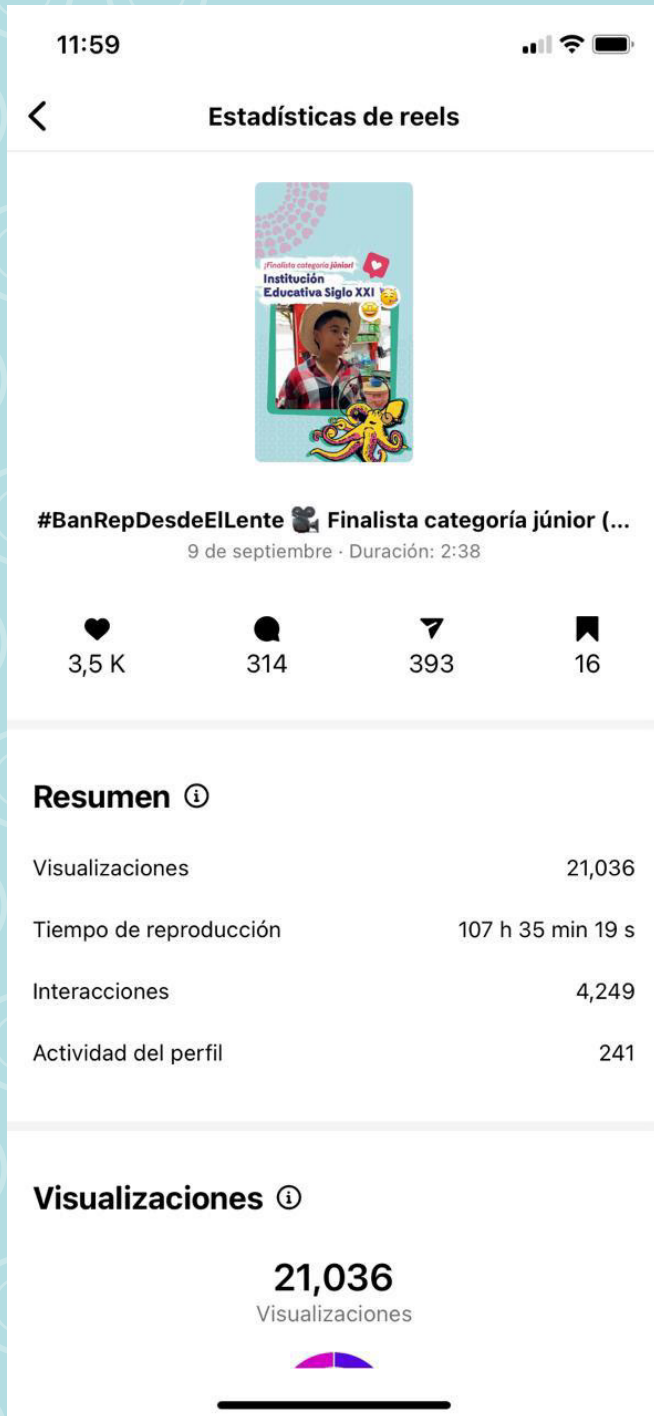 11:59
Estadísticas de reels
¡Finalista categoría júnior!
Institución
Educativa Siglo XXI
#BanRepDesdeElLente 🎥 Finalista categoría júnior (...
9 de septiembre · Duración: 2:38
3,5 K 314 393 16
Resumen
Visualizaciones 21,036
Tiempo de reproducción 107 h 35 min 19 s
Interacciones 4,249
Actividad del perfil 241
Visualizaciones
21,036
Visualizaciones